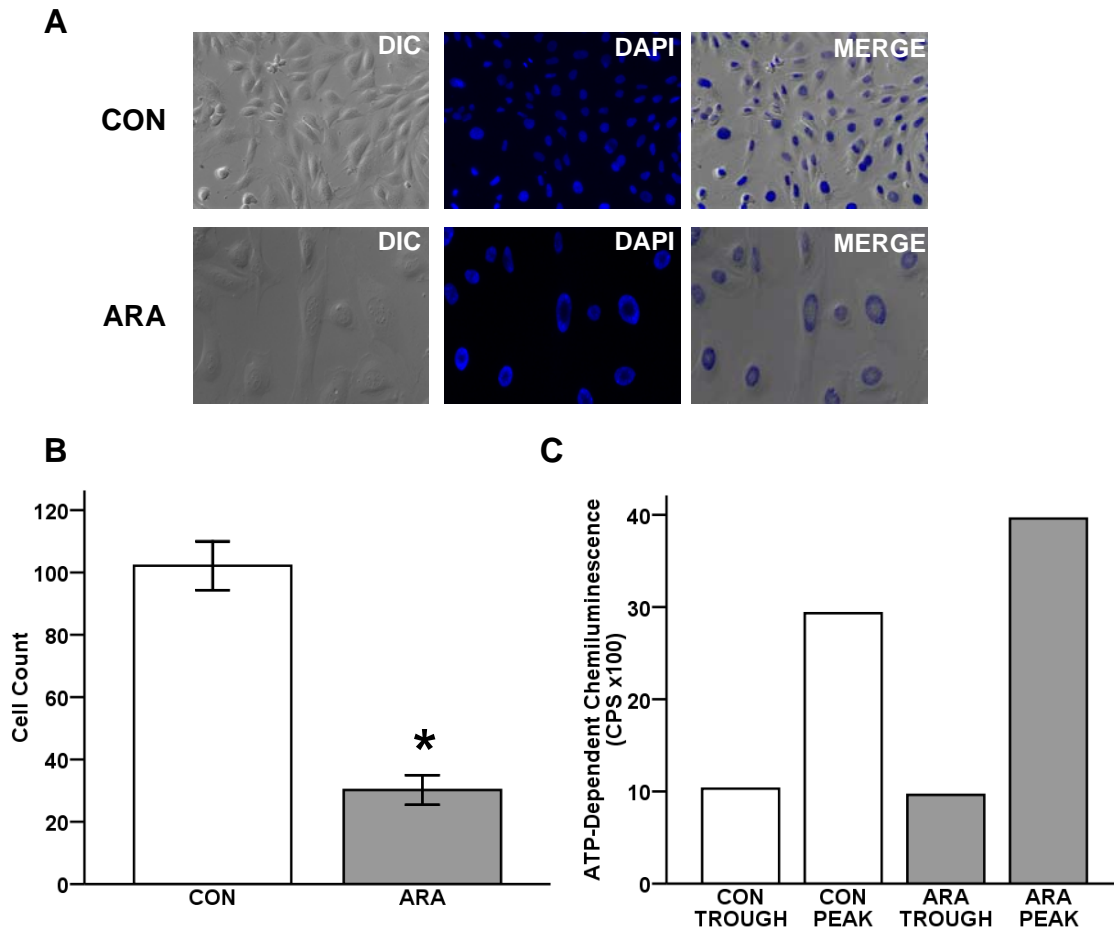 A
DIC
DAPI
MERGE
CON
DIC
DAPI
MERGE
ARA
B
Cell Count
120
100
80
60
40
20
0
*
CON
ARA
C
ATP-Dependent Chemiluminescence
(CPS x100)
40
30
20
10
0
CON
TROUGH
CON
PEAK
ARA
TROUGH
ARA
PEAK